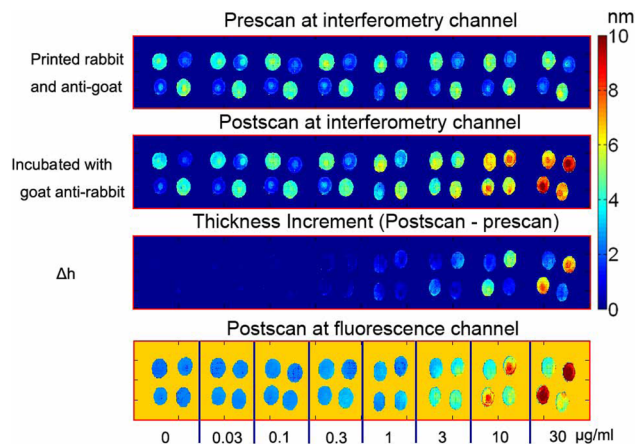 Prescan at interferometry channel
nm
10
Printed rabbit
and anti-goat
8
Postscan at interferometry channel
6
Incubated with
goat anti-rabbit
4
Thickness Increment (Postscan - prescan)
2
Δh
0
Postscan at fluorescence channel
0 0.03 0.1 0.3 1 3 10 30 µg/ml